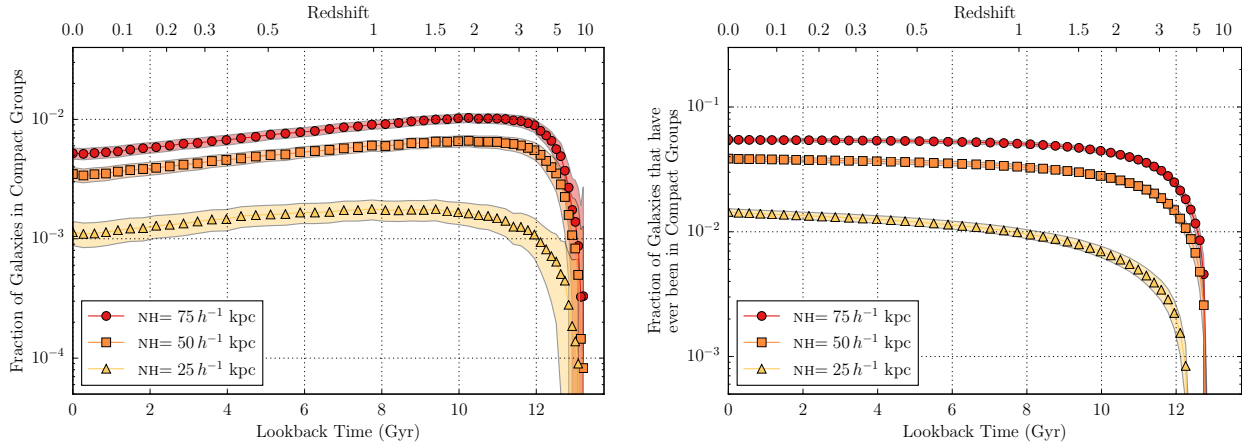 Redshift
0.0 0.1 0.2 0.3 0.5 1 1.5 2 3 5 10
Fraction of Galaxies in Compact Groups
10⁻²
10⁻³
10⁻⁴
NH= 75 h⁻¹ kpc
NH= 50 h⁻¹ kpc
NH= 25 h⁻¹ kpc
0 2 4 6 8 10 12
Lookback Time (Gyr)
Redshift
0.0 0.1 0.2 0.3 0.5 1 1.5 2 3 5 10
Fraction of Galaxies that have
ever been in Compact Groups
10⁻¹
10⁻²
10⁻³
NH= 75 h⁻¹ kpc
NH= 50 h⁻¹ kpc
NH= 25 h⁻¹ kpc
0 2 4 6 8 10 12
Lookback Time (Gyr)